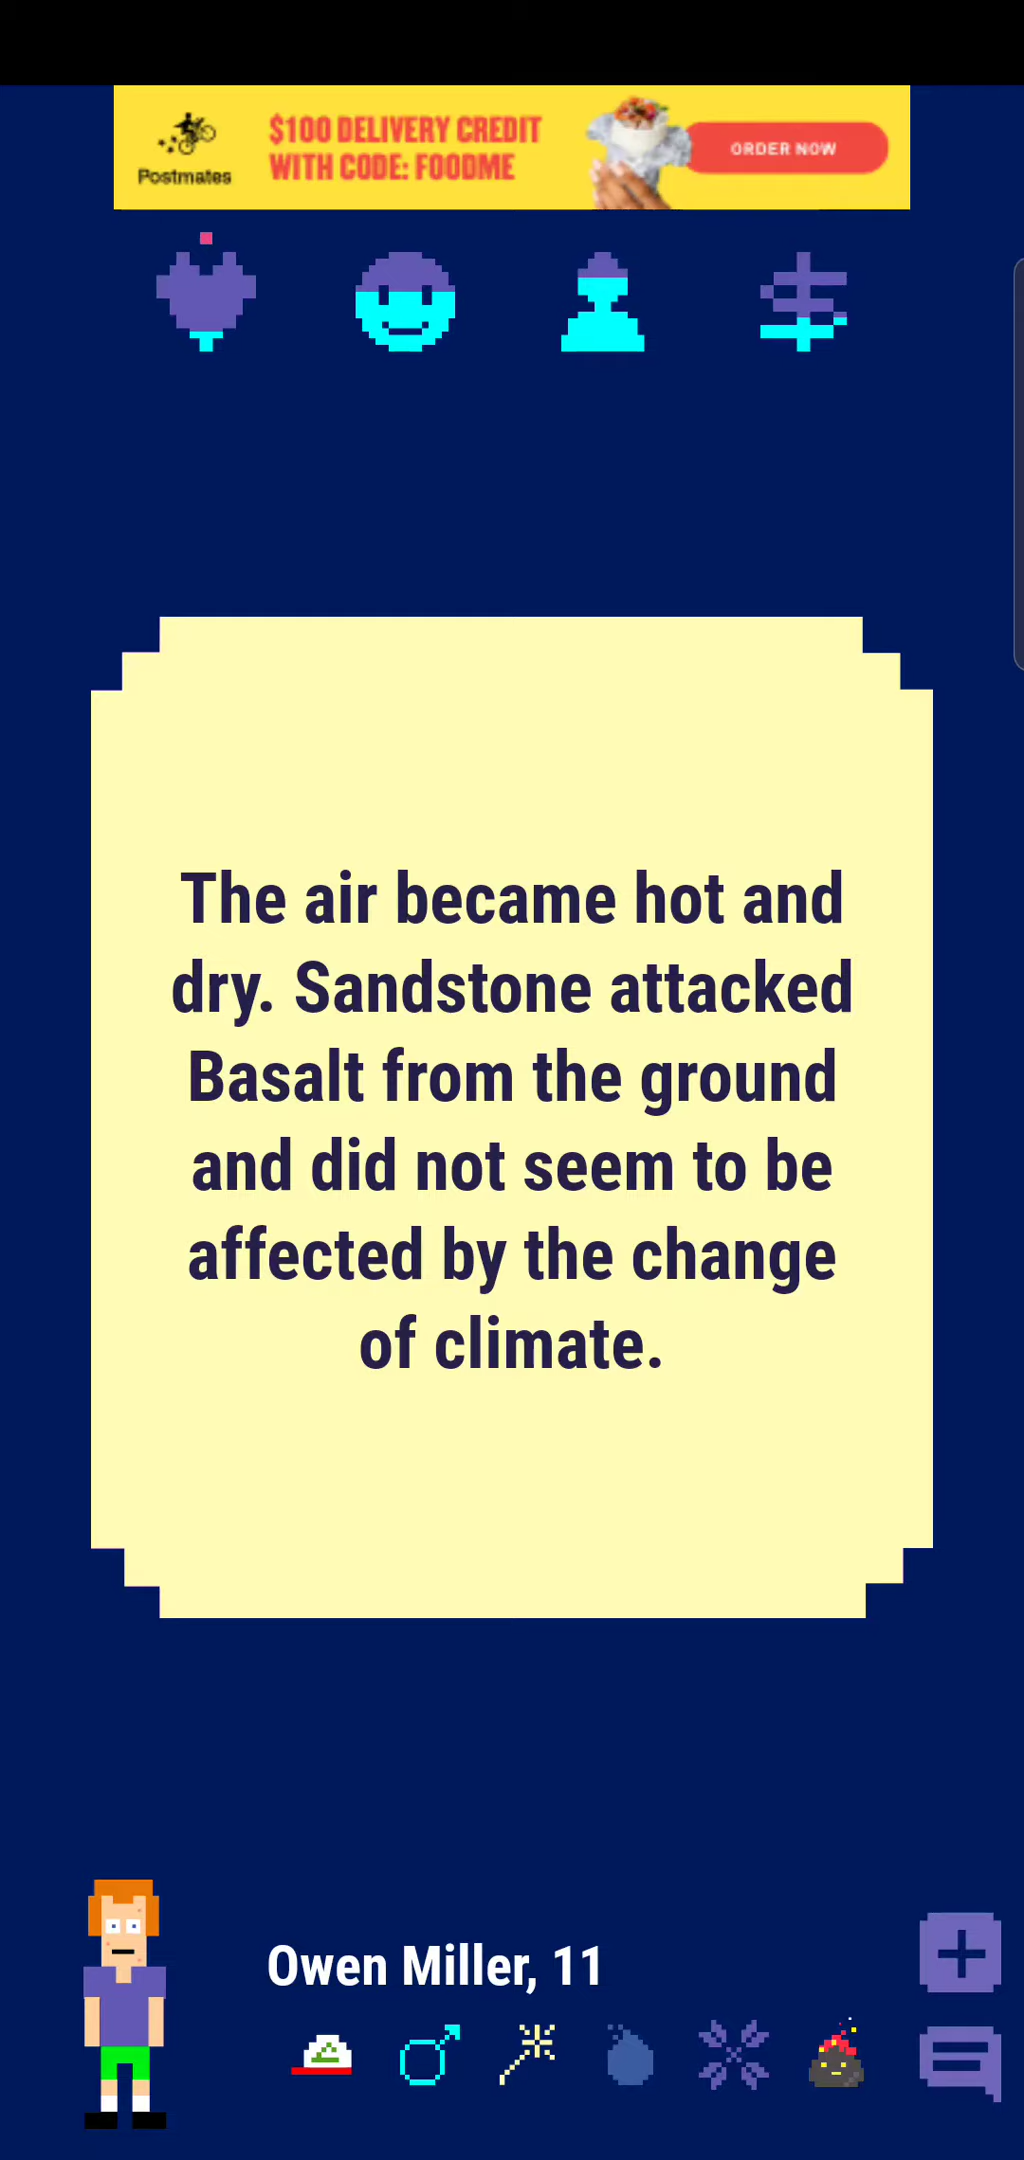 Postmates
$100 DELIVERY CREDIT
WITH CODE: FOODME
ORDER NOW
The air became hot and
dry. Sandstone attacked
Basalt from the ground
and did not seem to be
affected by the change
of climate.
Owen Miller, 11